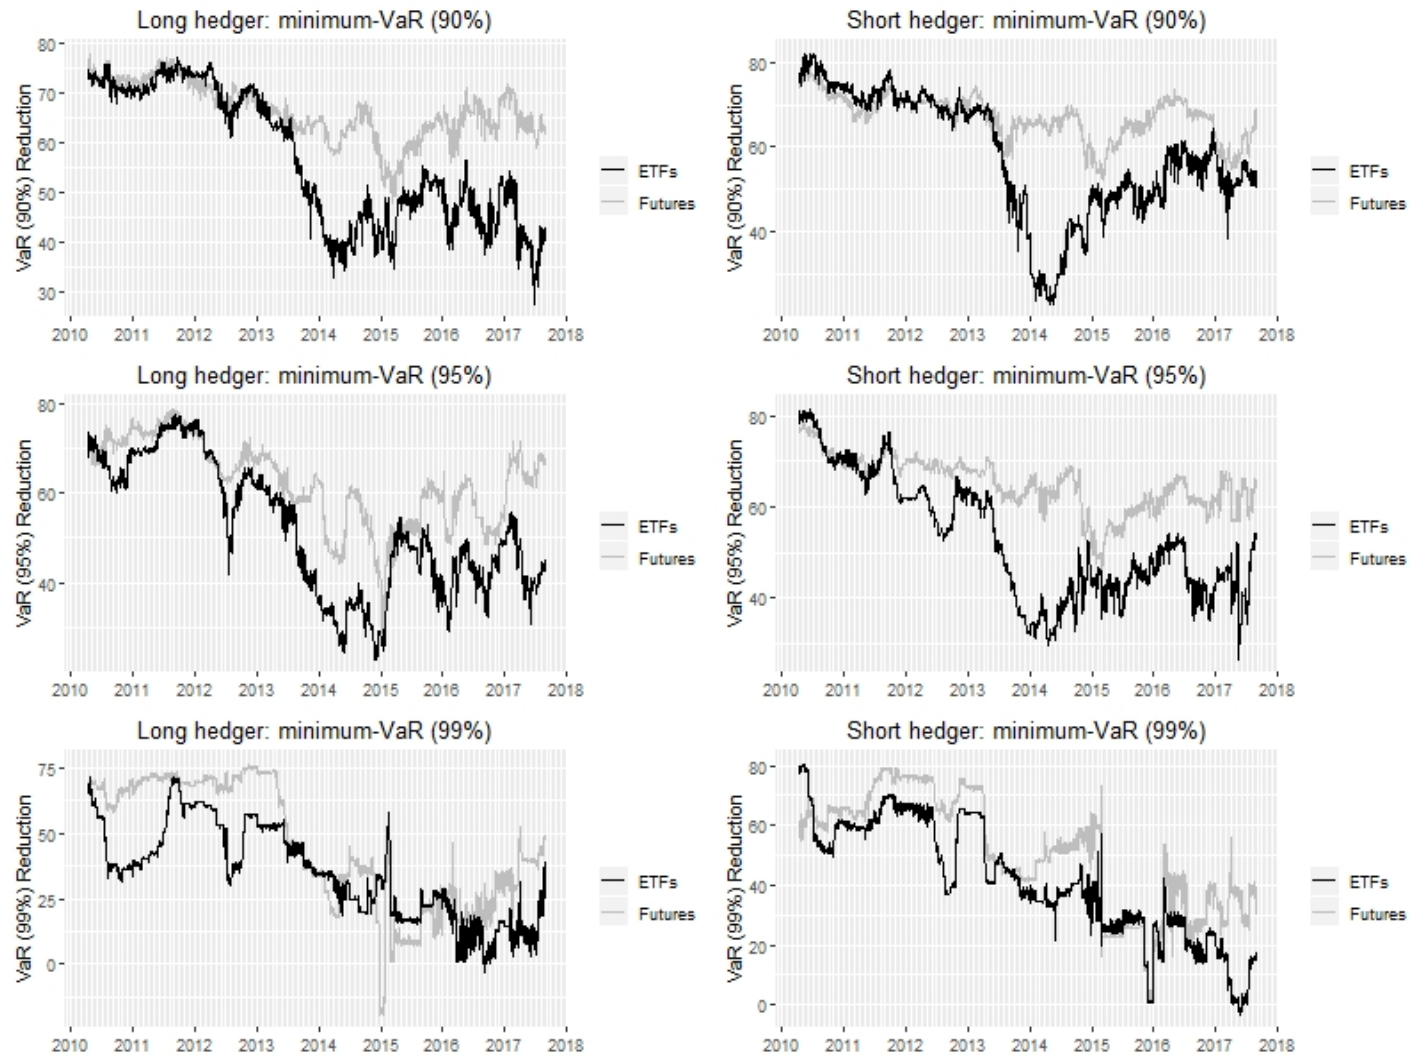 Long hedger: minimum-VaR (90%)
VaR (90%) Reduction
80
70
60
50
40
30
2010 2011 2012 2013 2014 2015 2016 2017 2018
ETFs
Futures
Short hedger: minimum-VaR (90%)
VaR (90%) Reduction
80
60
40
2010 2011 2012 2013 2014 2015 2016 2017 2018
ETFs
Futures
Long hedger: minimum-VaR (95%)
VaR (95%) Reduction
80
60
40
2010 2011 2012 2013 2014 2015 2016 2017 2018
ETFs
Futures
Short hedger: minimum-VaR (95%)
VaR (95%) Reduction
80
60
40
2010 2011 2012 2013 2014 2015 2016 2017 2018
ETFs
Futures
Long hedger: minimum-VaR (99%)
VaR (99%) Reduction
75
50
25
0
2010 2011 2012 2013 2014 2015 2016 2017 2018
ETFs
Futures
Short hedger: minimum-VaR (99%)
VaR (99%) Reduction
80
60
40
20
0
2010 2011 2012 2013 2014 2015 2016 2017 2018
ETFs
Futures